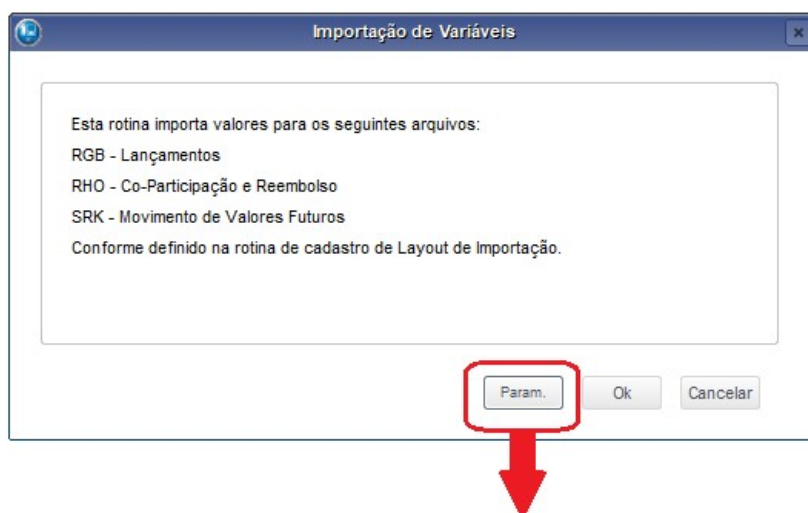 Importação de Variáveis
Esta rotina importa valores para os seguintes arquivos:
RGB - Lançamentos
RHO - Co-Participação e Reembolso
SRK - Movimento de Valores Futuros
Conforme definido na rotina de cadastro de Layout de Importação.
Param. Ok Cancelar